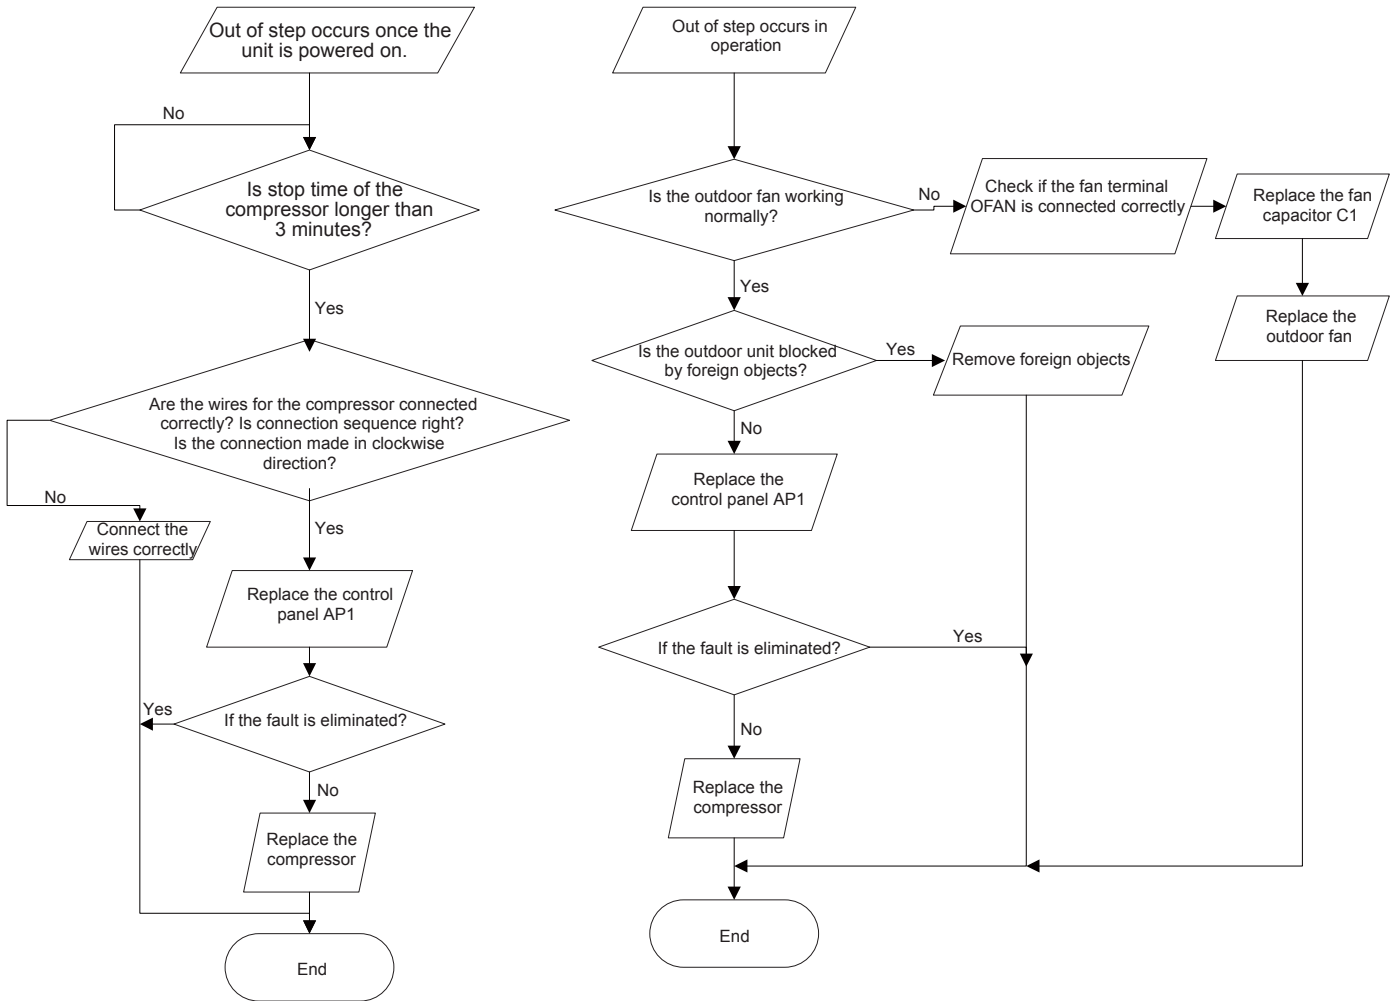 Out of step occurs once the
unit is powered on.
No
Is stop time of the
compressor longer than
3 minutes?
Yes
Are the wires for the compressor connected
correctly? Is connection sequence right?
Is the connection made in clockwise
direction?
No
Connect the
wires correctly
Yes
Replace the control
panel AP1
Yes
If the fault is eliminated?
No
Replace the
compressor
End
Out of step occurs in
operation
Is the outdoor fan working
normally?
No
Check if the fan terminal
OFAN is connected correctly
Replace the fan
capacitor C1
Replace the
outdoor fan
Yes
Is the outdoor unit blocked
by foreign objects?
Yes
Remove foreign objects
No
Replace the
control panel AP1
If the fault is eliminated?
Yes
No
Replace the
compressor
End